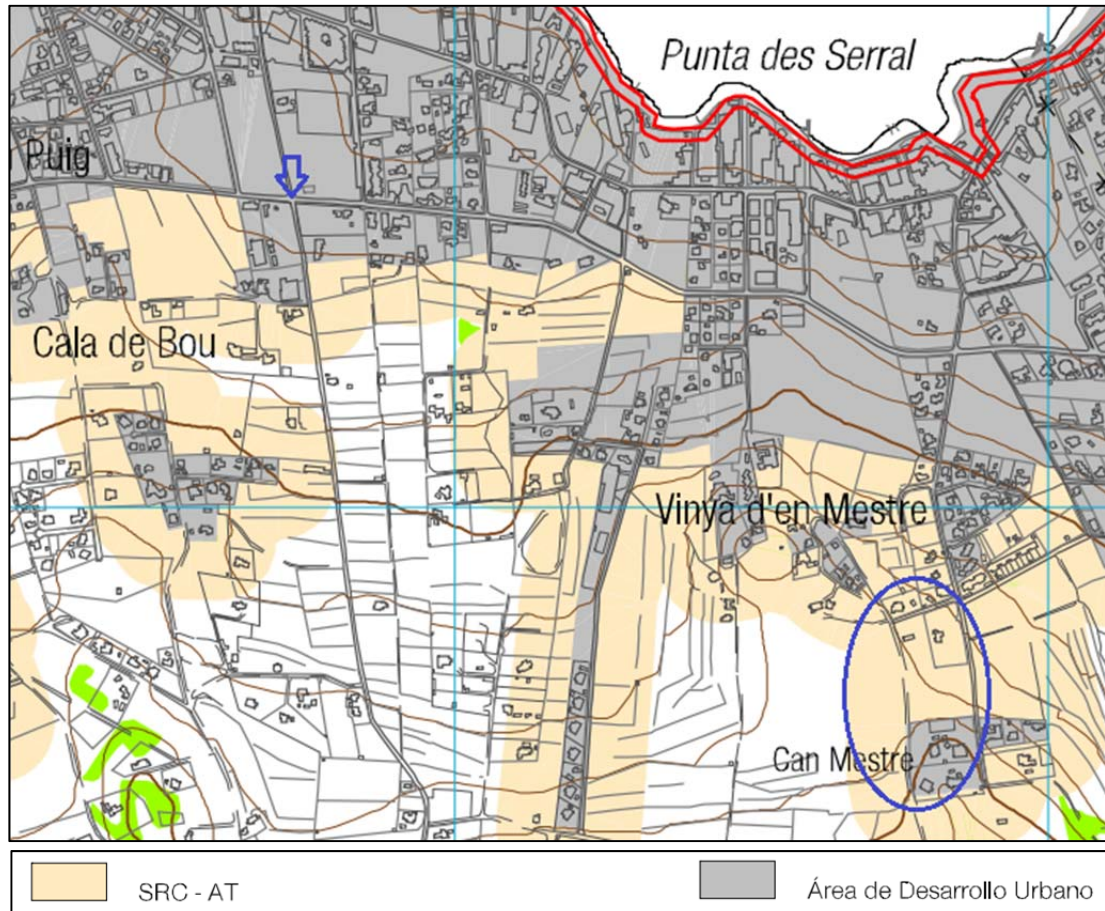 Punta des Serral
Puig
Cala de Bou
Vinya d'en Mestre
Can Mestre
SRC - AT
Área de Desarrollo Urbano